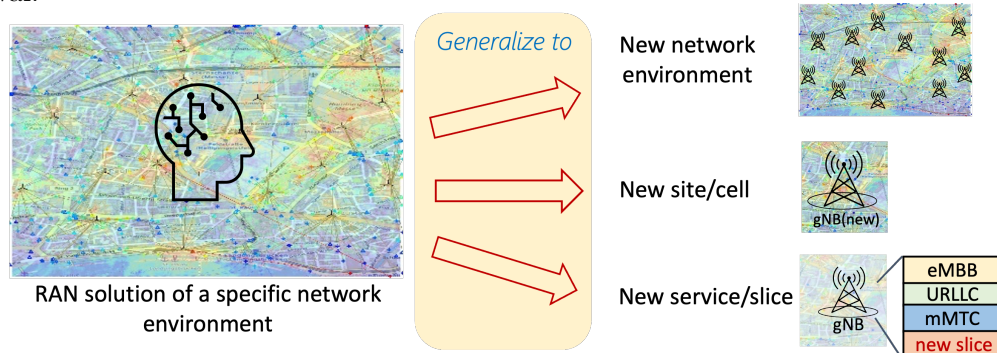 Generalize to
New network
environment
New site/cell
gNB(new)
New service/slice
gNB
eMBB
URLLC
mMTC
new slice
RAN solution of a specific network
environment